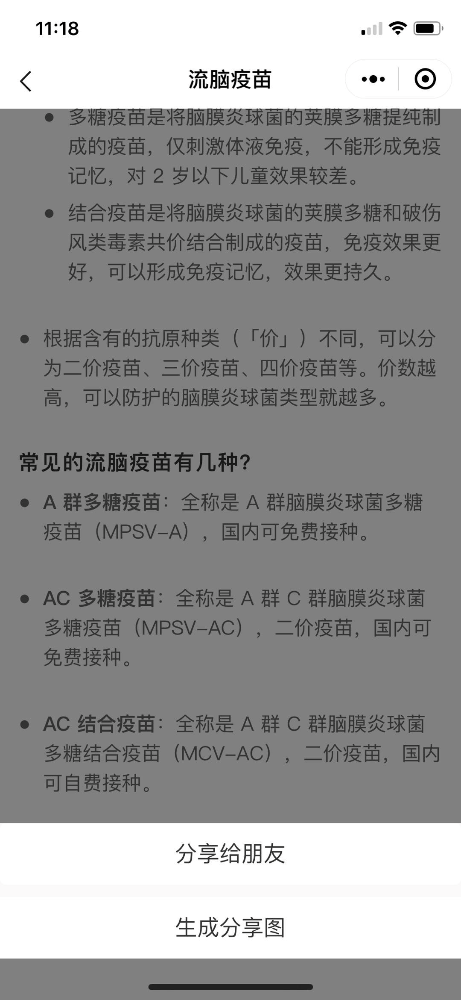 11:18
流脑疫苗
多糖疫苗是将脑膜炎球菌的荚膜多糖提纯制
成的疫苗，仅刺激体液免疫，不能形成免疫
记忆，对 2 岁以下儿童效果较差。
结合疫苗是将脑膜炎球菌的荚膜多糖和破伤
风类毒素共价结合制成的疫苗，免疫效果更
好，可以形成免疫记忆，效果更持久。
根据含有的抗原种类（「价」）不同，可以分
为二价疫苗、三价疫苗、四价疫苗等。价数越
高，可以防护的脑膜炎球菌类型就越多。
常见的流脑疫苗有几种?
A 群多糖疫苗：全称是 A 群脑膜炎球菌多糖
疫苗（MPSV-A），国内可免费接种。
AC 多糖疫苗：全称是 A 群 C 群脑膜炎球菌
多糖疫苗（MPSV-AC），二价疫苗，国内可
免费接种。
AC 结合疫苗：全称是 A 群 C 群脑膜炎球菌
多糖结合疫苗（MCV-AC），二价疫苗，国内
可自费接种。
分享给朋友
生成分享图